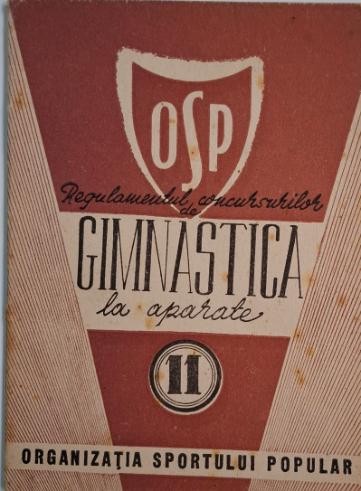 OSP
Regulamentul concursurilor
de
GIMNASTICA
la aparate
11
ORGANIZAȚIA SPORTULUI POPULAR